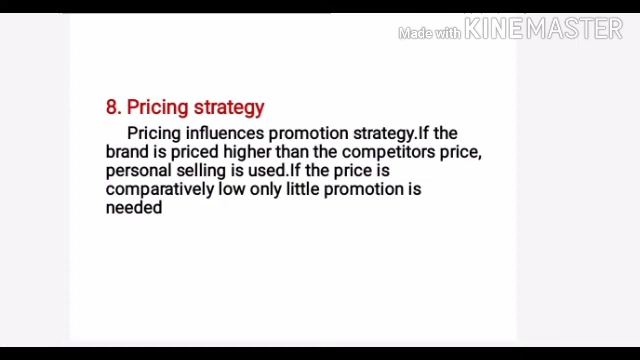 Made with KINEMASTER
8. Pricing strategy
Pricing influences promotion strategy.If the
brand is priced higher than the competitors price,
personal selling is used.If the price is
comparatively low only little promotion is
needed